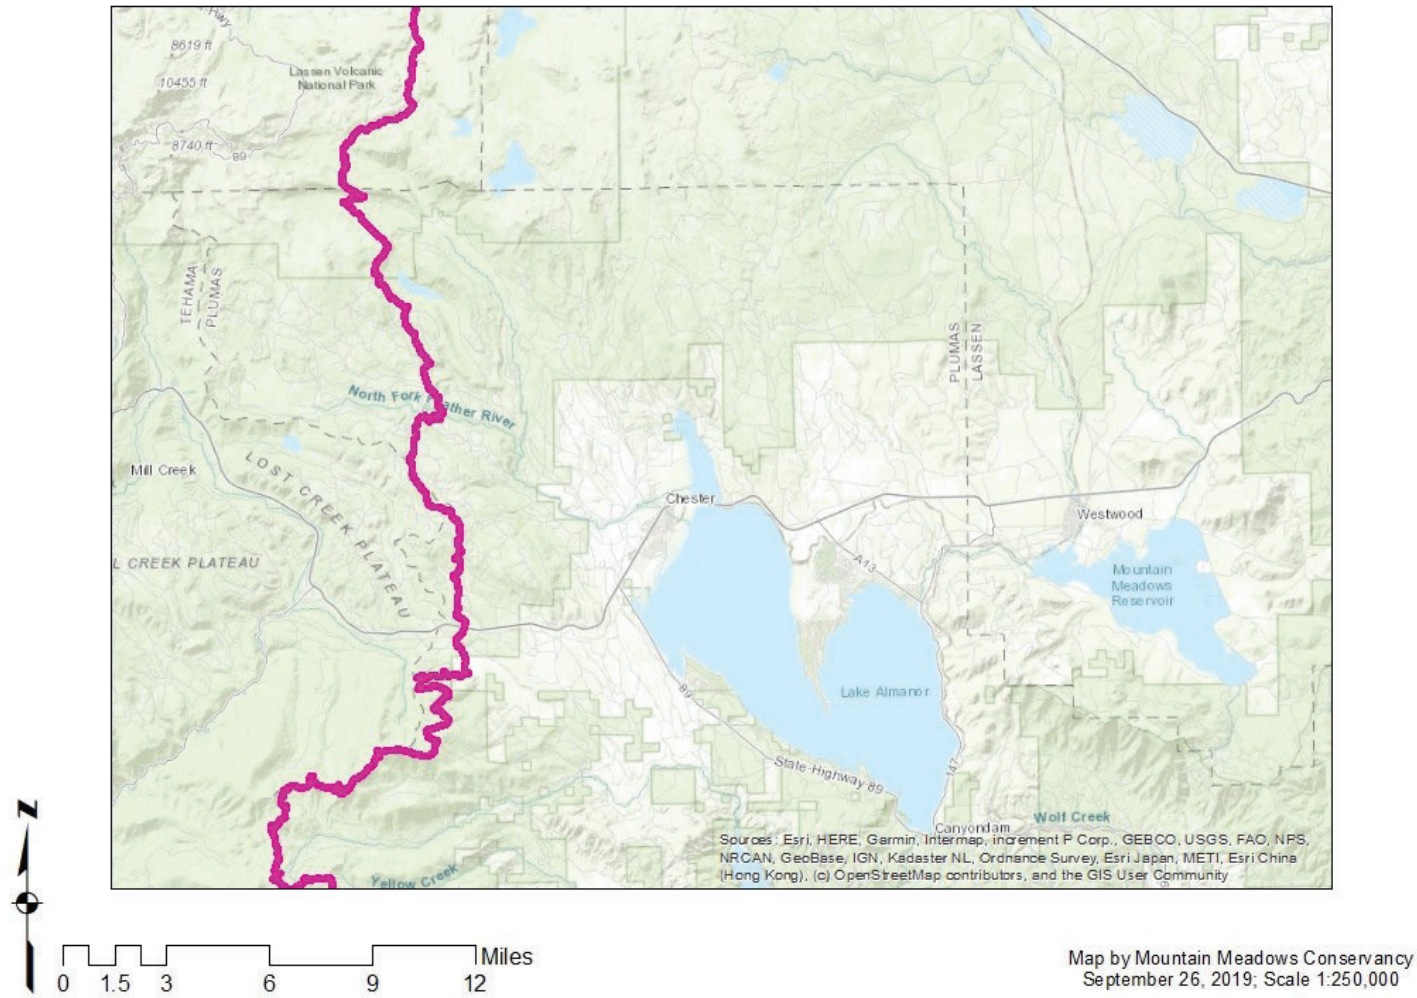 8619 ft
Lassen Volcanic
National Park
10455 ft
8740 ft
89
TEHAMA
PLUMAS
PLUMAS
LASSEN
North Fork
ather River
Mill Creek
LOST CREEK PLATEAU
Chester
Westwood
L CREEK PLATEAU
A13
Mountain
Meadows
Reservoir
Lake Almanor
89
State Highway 89
147
Wolf Creek
Canyondam
Yellow Creek
Sources: Esri, HERE, Garmin, Intermap, increment P Corp., GEBCO, USGS, FAO, NPS,
NRCAN, GeoBase, IGN, Kadaster NL, Ordnance Survey, Esri Japan, METI, Esri China
(Hong Kong), (c) OpenStreetMap contributors, and the GIS User Community
N
Miles
0 1.5 3 6 9 12
Map by Mountain Meadows Conservancy
September 26, 2019; Scale 1:250,000